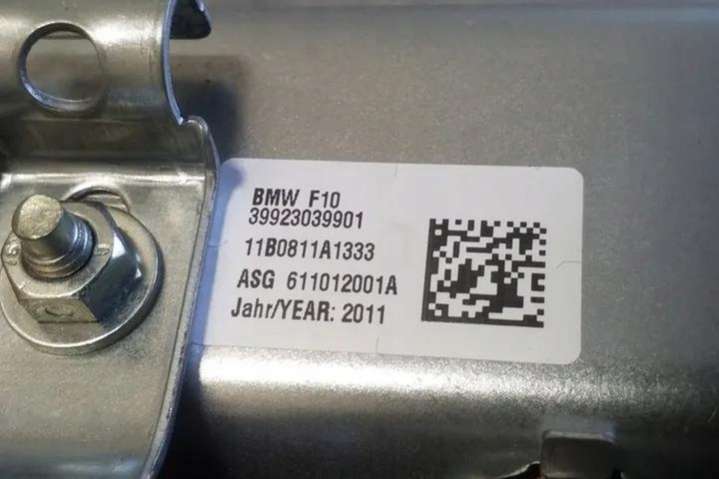 BMW F10
39923039901
11B0811A1333
ASG 611012001A
Jahr/YEAR: 2011